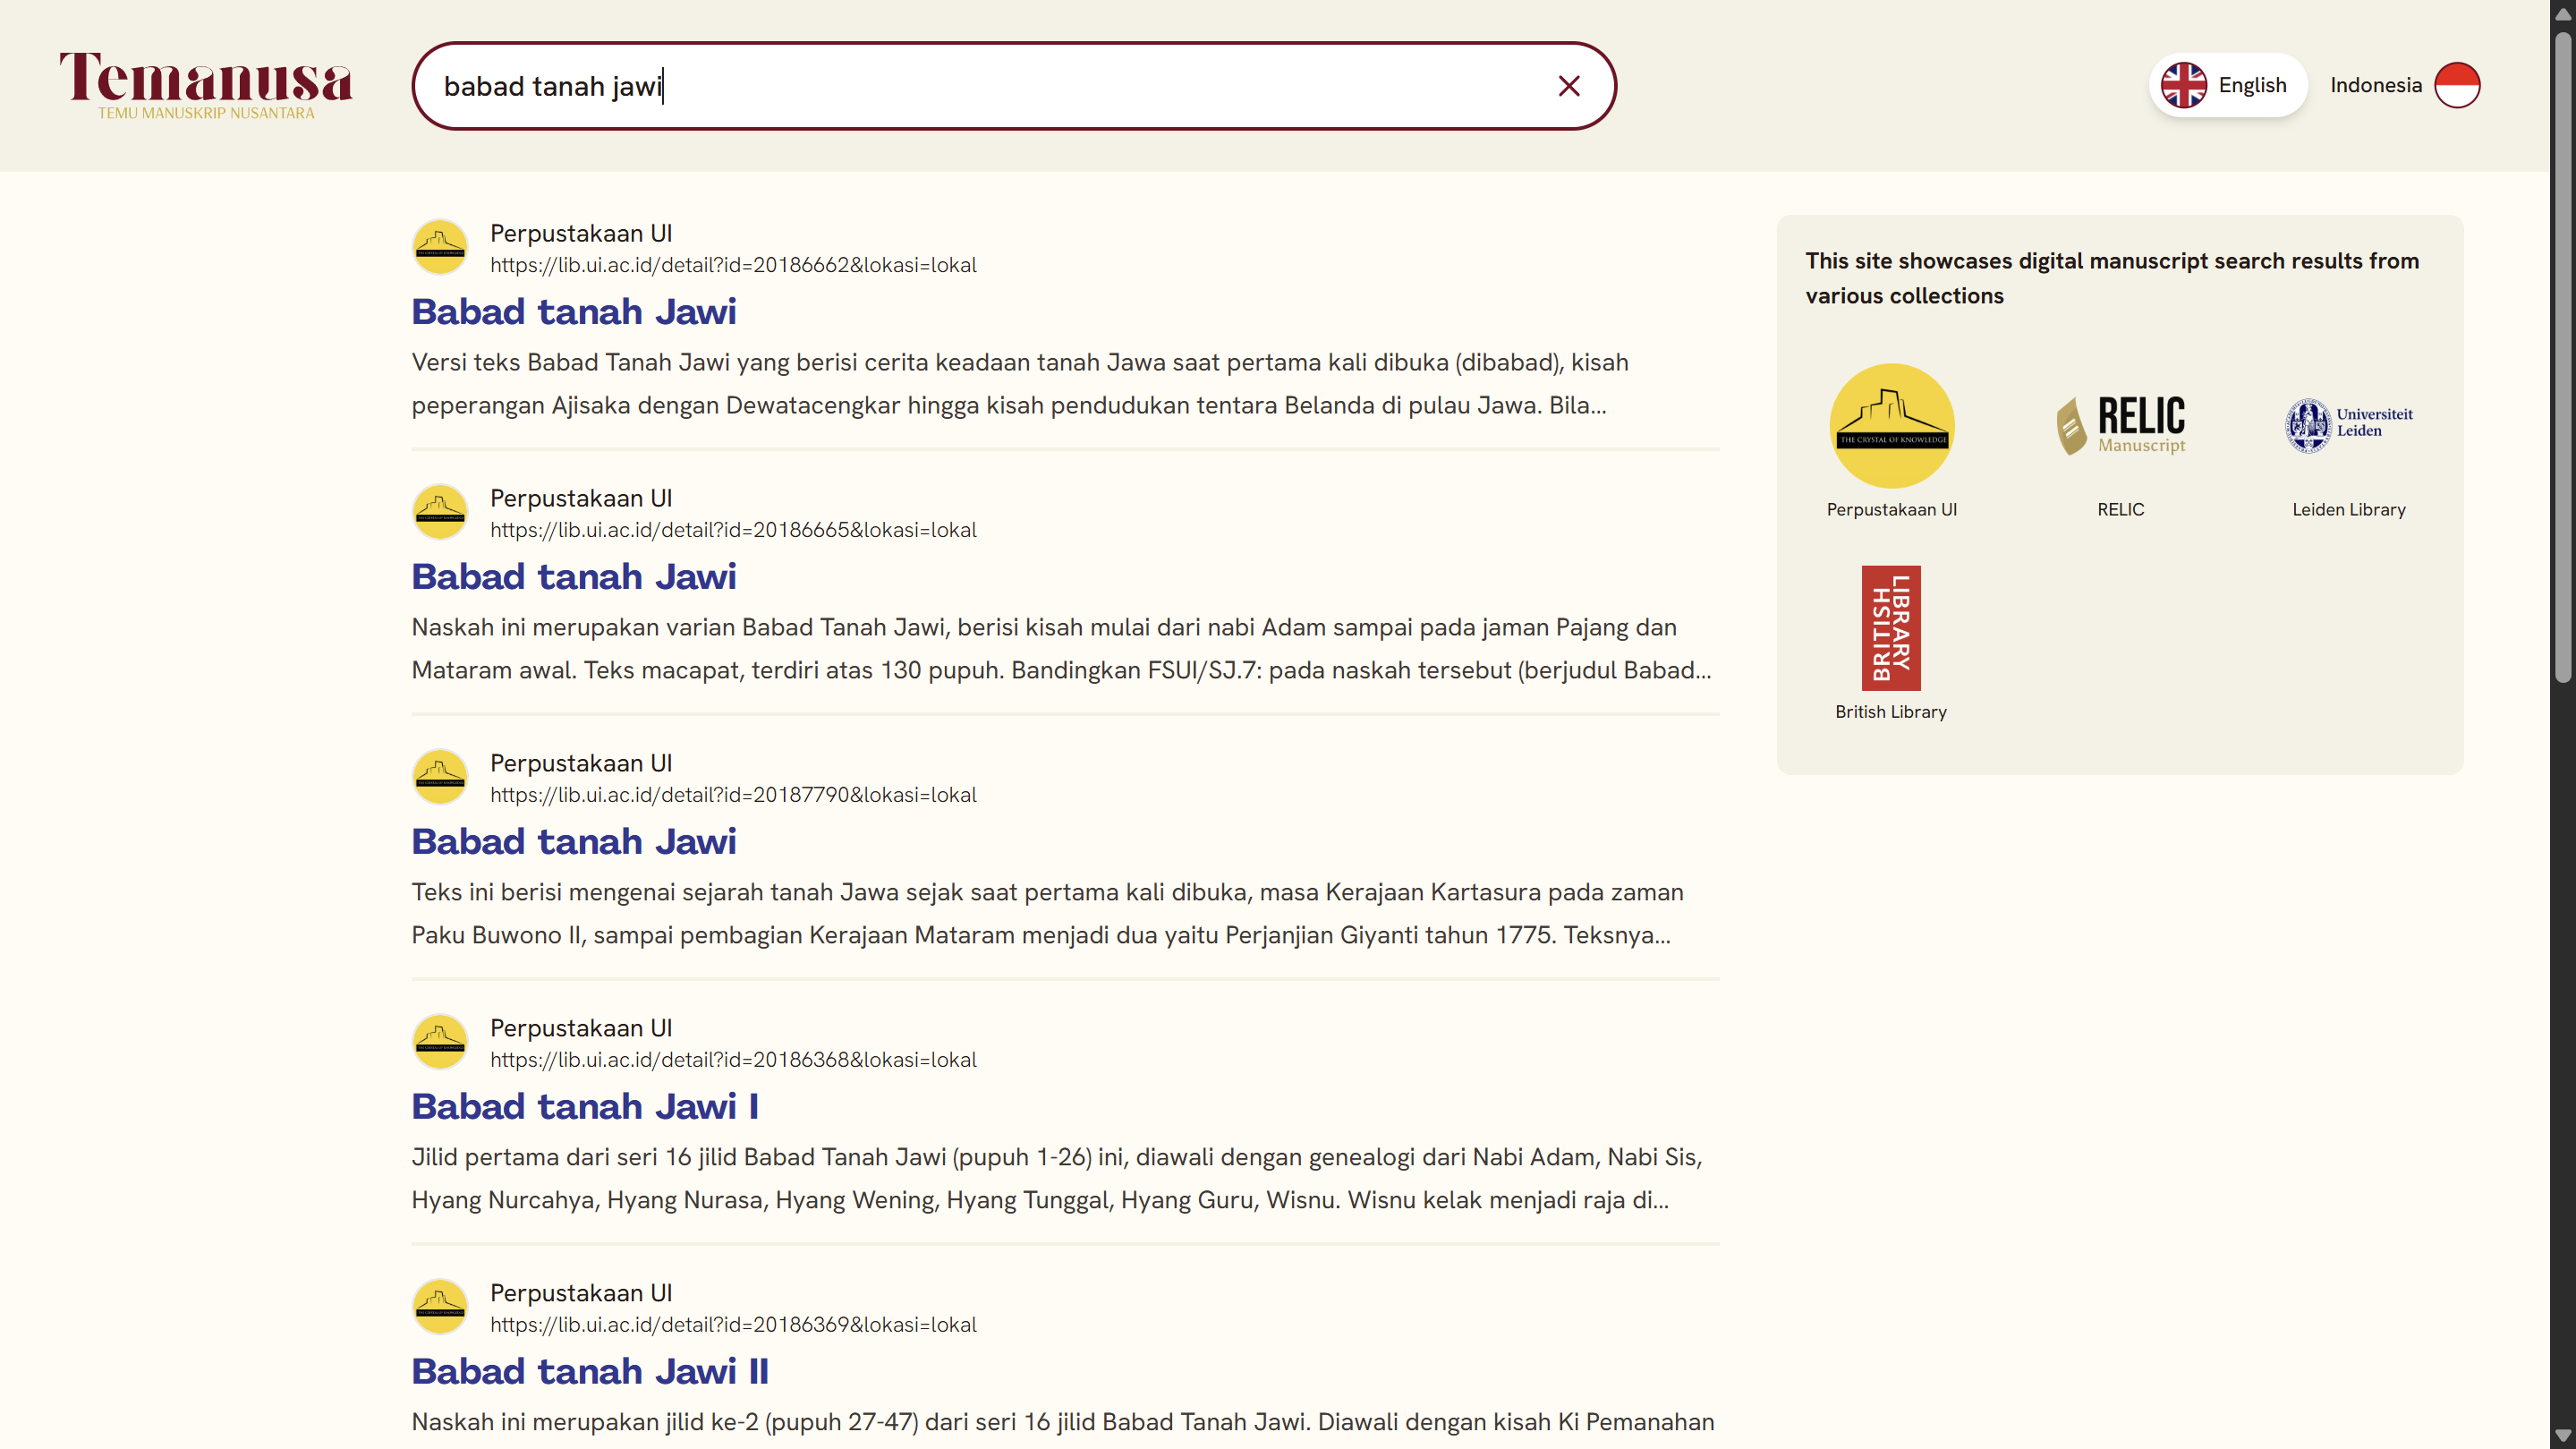 Temanusa
TEMU MANUSKRIP NUSANTARA
babad tanah jawi
English
Indonesia
Perpustakaan UI
https://lib.ui.ac.id/detail?id=20186662&lokasi=lokal
Babad tanah Jawi
Versi teks Babad Tanah Jawi yang berisi cerita keadaan tanah Jawa saat pertama kali dibuka (dibabad), kisah
peperangan Ajisaka dengan Dewatacengkar hingga kisah pendudukan tentara Belanda di pulau Jawa. Bila...
Perpustakaan UI
https://lib.ui.ac.id/detail?id=20186665&lokasi=lokal
Babad tanah Jawi
Naskah ini merupakan varian Babad Tanah Jawi, berisi kisah mulai dari nabi Adam sampai pada jaman Pajang dan
Mataram awal. Teks macapat, terdiri atas 130 pupuh. Bandingkan FSUI/SJ.7: pada naskah tersebut (berjudul Babad...
Perpustakaan UI
https://lib.ui.ac.id/detail?id=20187790&lokasi=lokal
Babad tanah Jawi
Teks ini berisi mengenai sejarah tanah Jawa sejak saat pertama kali dibuka, masa Kerajaan Kartasura pada zaman
Paku Buwono II, sampai pembagian Kerajaan Mataram menjadi dua yaitu Perjanjian Giyanti tahun 1775. Teksnya...
Perpustakaan UI
https://lib.ui.ac.id/detail?id=20186368&lokasi=lokal
Babad tanah Jawi I
Jilid pertama dari seri 16 jilid Babad Tanah Jawi (pupuh 1-26) ini, diawali dengan genealogi dari Nabi Adam, Nabi Sis,
Hyang Nurcahya, Hyang Nurasa, Hyang Wening, Hyang Tunggal, Hyang Guru, Wisnu. Wisnu kelak menjadi raja di...
Perpustakaan UI
https://lib.ui.ac.id/detail?id=20186369&lokasi=lokal
Babad tanah Jawi II
Naskah ini merupakan jilid ke-2 (pupuh 27-47) dari seri 16 jilid Babad Tanah Jawi. Diawali dengan kisah Ki Pemanahan
This site showcases digital manuscript search results from
various collections
THE CRYSTAL OF KNOWLEDGE
Perpustakaan UI
RELIC
Manuscript
RELIC
Universiteit
Leiden
Leiden Library
BRITISH
LIBRARY
British Library